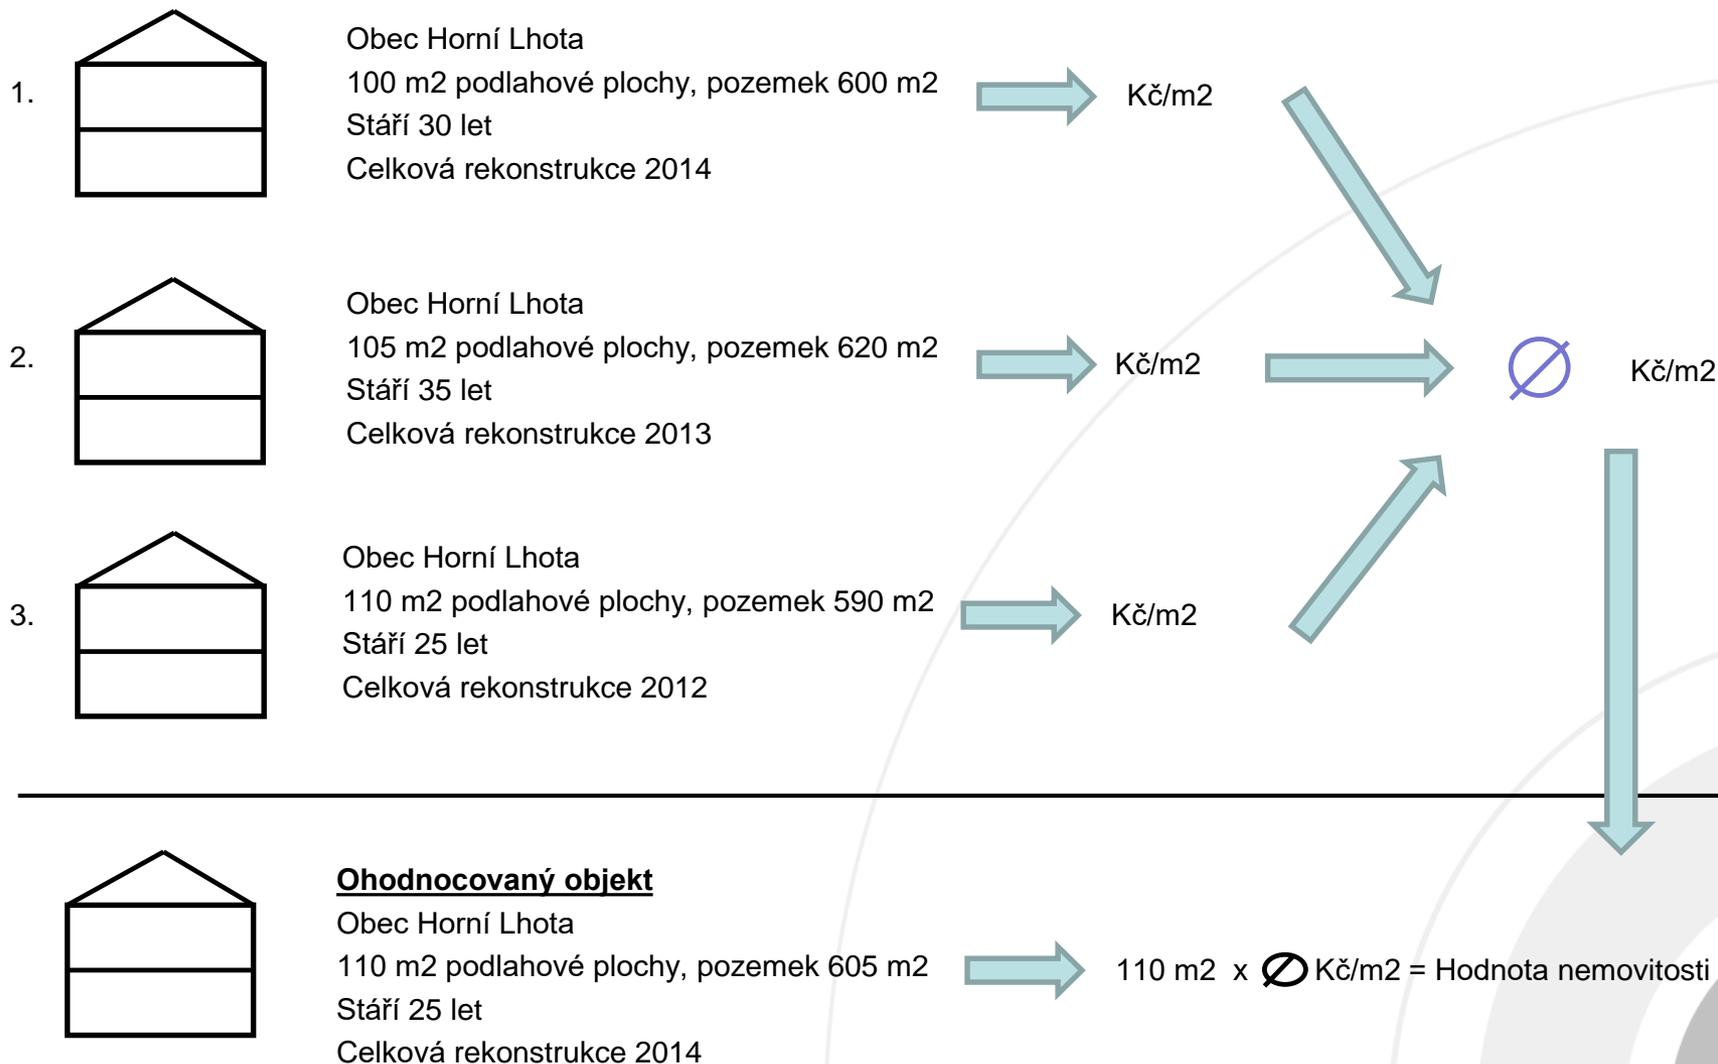 1.
Obec Horní Lhota
100 m2 podlahové plochy, pozemek 600 m2
Stáří 30 let
Celková rekonstrukce 2014
Kč/m2
2.
Obec Horní Lhota
105 m2 podlahové plochy, pozemek 620 m2
Stáří 35 let
Celková rekonstrukce 2013
Kč/m2
Kč/m2
3.
Obec Horní Lhota
110 m2 podlahové plochy, pozemek 590 m2
Stáří 25 let
Celková rekonstrukce 2012
Kč/m2
Ohodnocovaný objekt
Obec Horní Lhota
110 m2 podlahové plochy, pozemek 605 m2
Stáří 25 let
Celková rekonstrukce 2014
110 m2 x ∅ Kč/m2 = Hodnota nemovitosti